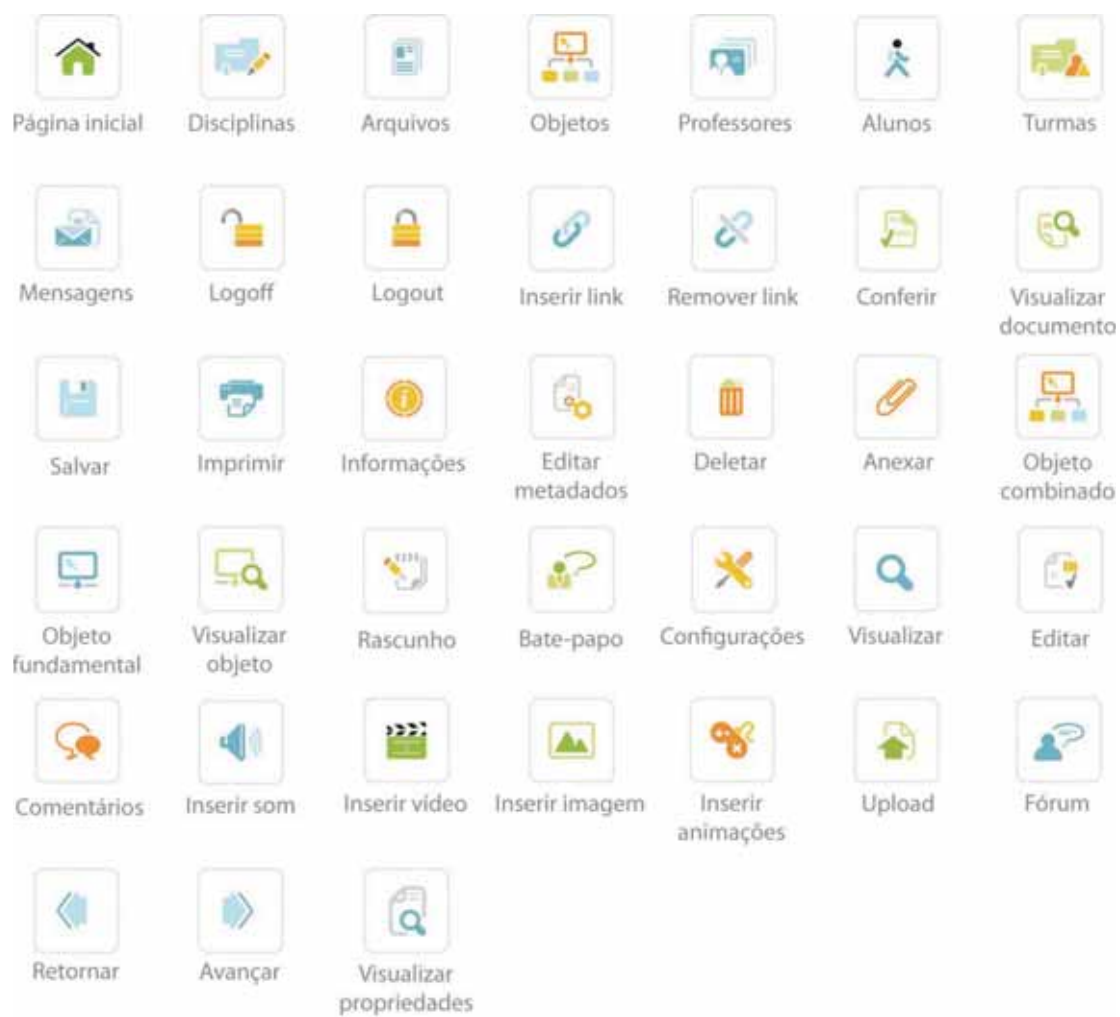 Página inicial
Disciplinas
Arquivos
Objetos
Professores
Alunos
Turmas
Mensagens
Logoff
Logout
Inserir link
Remover link
Conferir
Visualizar
documento
Salvar
Imprimir
Informações
Editar
metadados
Deletar
Anexar
Objeto
combinado
Objeto
fundamental
Visualizar
objeto
Rascunho
Bate-papo
Configurações
Visualizar
Editar
Comentários
Inserir som
Inserir vídeo
Inserir imagem
Inserir
animações
Upload
Fórum
Retornar
Avançar
Visualizar
propriedades